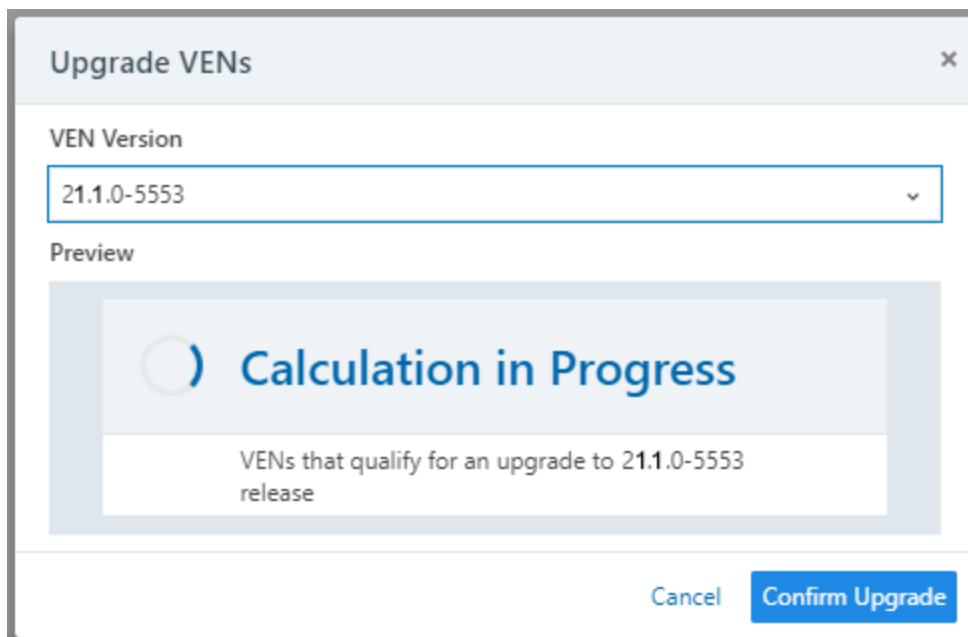 Upgrade VENs
×
VEN Version
21.1.0-5553
Preview
Calculation in Progress
VENs that qualify for an upgrade to 21.1.0-5553
release
Cancel Confirm Upgrade